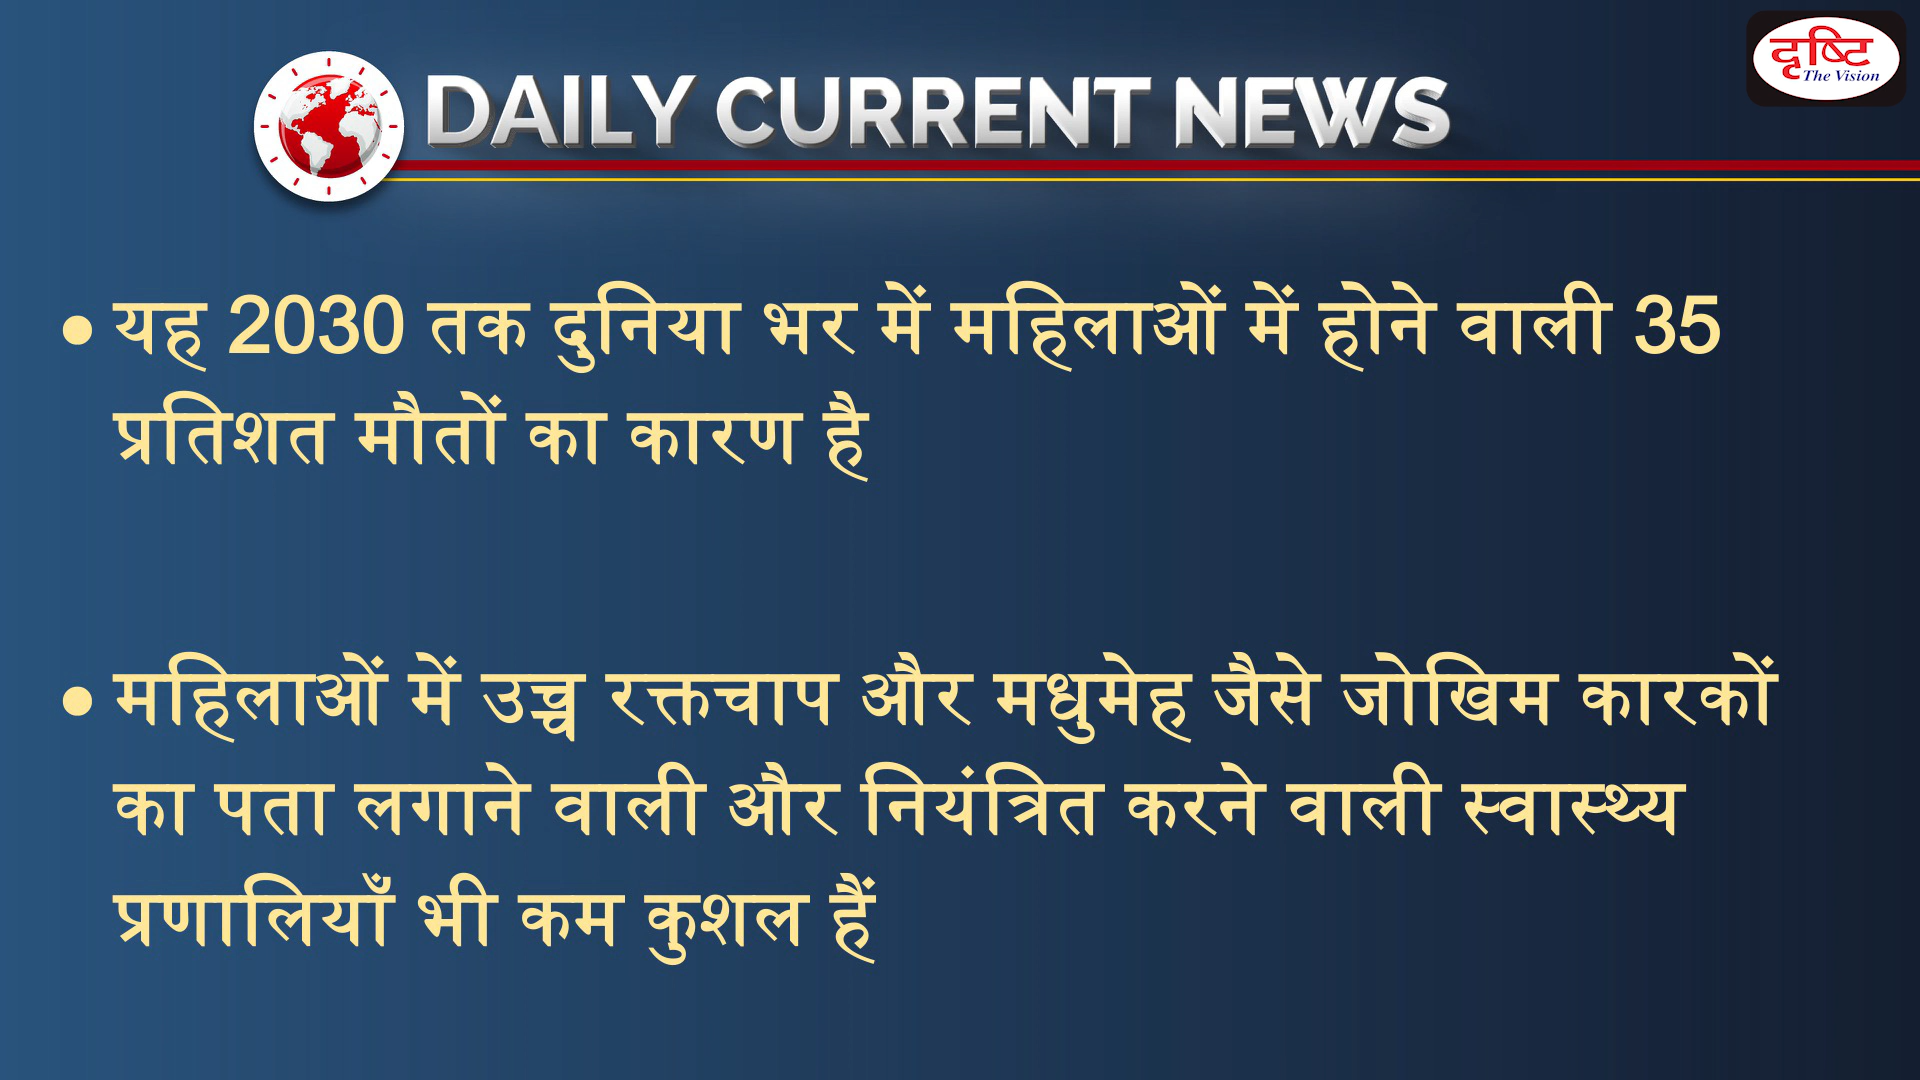 दृष्टि
The Vision
DAILY CURRENT NEWS
• यह 2030 तक दुनिया भर में महिलाओं में होने वाली 35
प्रतिशत मौतों का कारण है
• महिलाओं में उच्च रक्तचाप और मधुमेह जैसे जोखिम कारकों
का पता लगाने वाली और नियंत्रित करने वाली स्वास्थ्य
प्रणालियाँ भी कम कुशल हैं